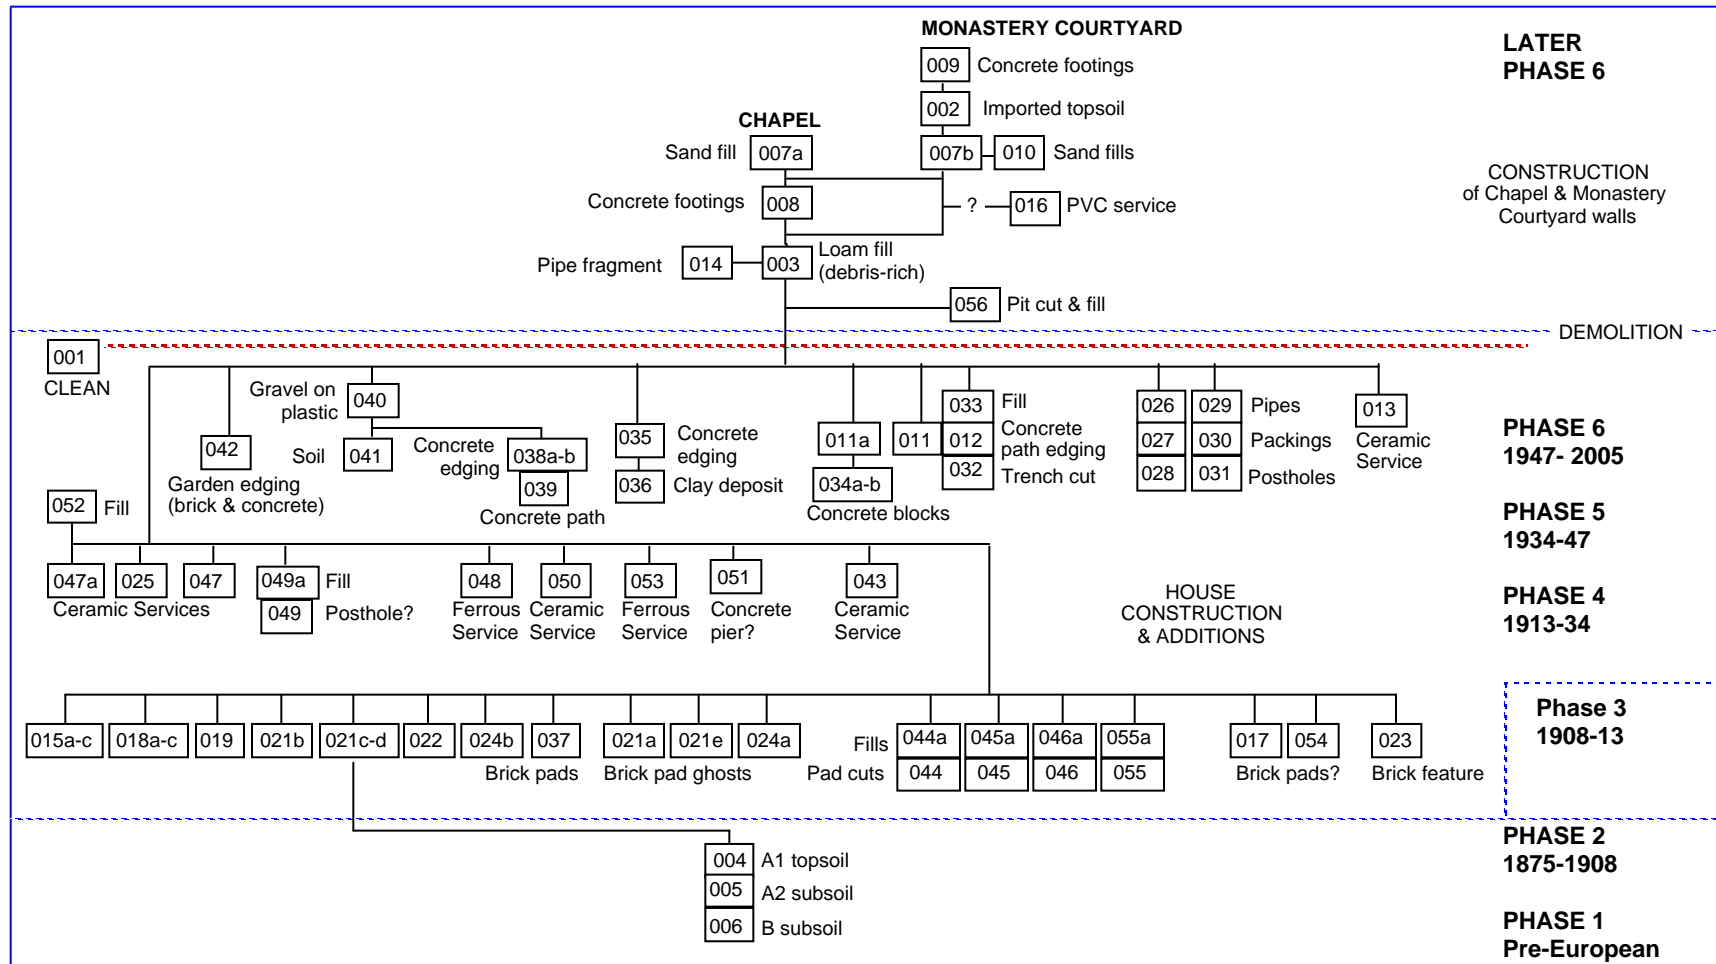 MONASTERY COURTYARD
LATER
PHASE 6
009 Concrete footings
002 Imported topsoil
CHAPEL
Sand fill 007a
007b 010 Sand fills
CONSTRUCTION
of Chapel & Monastery
Courtyard walls
Concrete footings 008
? 016 PVC service
Pipe fragment 014 003 Loam fill
(debris-rich)
056 Pit cut & fill
DEMOLITION
001
CLEAN
Gravel on
plastic 040
042
Garden edging
(brick & concrete)
Soil 041
Concrete
edging 038a-b
039
Concrete path
035 Concrete
edging
036 Clay deposit
011a
034a-b
Concrete blocks
011
033 Fill
012 Concrete
path edging
032 Trench cut
026 029 Pipes
027 030 Packings
028 031 Postholes
013
Ceramic
Service
PHASE 6
1947- 2005
052 Fill
PHASE 5
1934-47
047a 025 047
Ceramic Services
049a Fill
049 Posthole?
048
Ferrous
Service
050
Ceramic
Service
053
Ferrous
Service
051
Concrete
pier?
043
Ceramic
Service
HOUSE
CONSTRUCTION
& ADDITIONS
PHASE 4
1913-34
015a-c 018a-c 019 021b 021c-d 022 024b 037
Brick pads
021a 021e 024a
Brick pad ghosts
Fills 044a 045a 046a 055a
Pad cuts 044 045 046 055
017 054
Brick pads?
023
Brick feature
Phase 3
1908-13
004 A1 topsoil
005 A2 subsoil
006 B subsoil
PHASE 2
1875-1908
PHASE 1
Pre-European